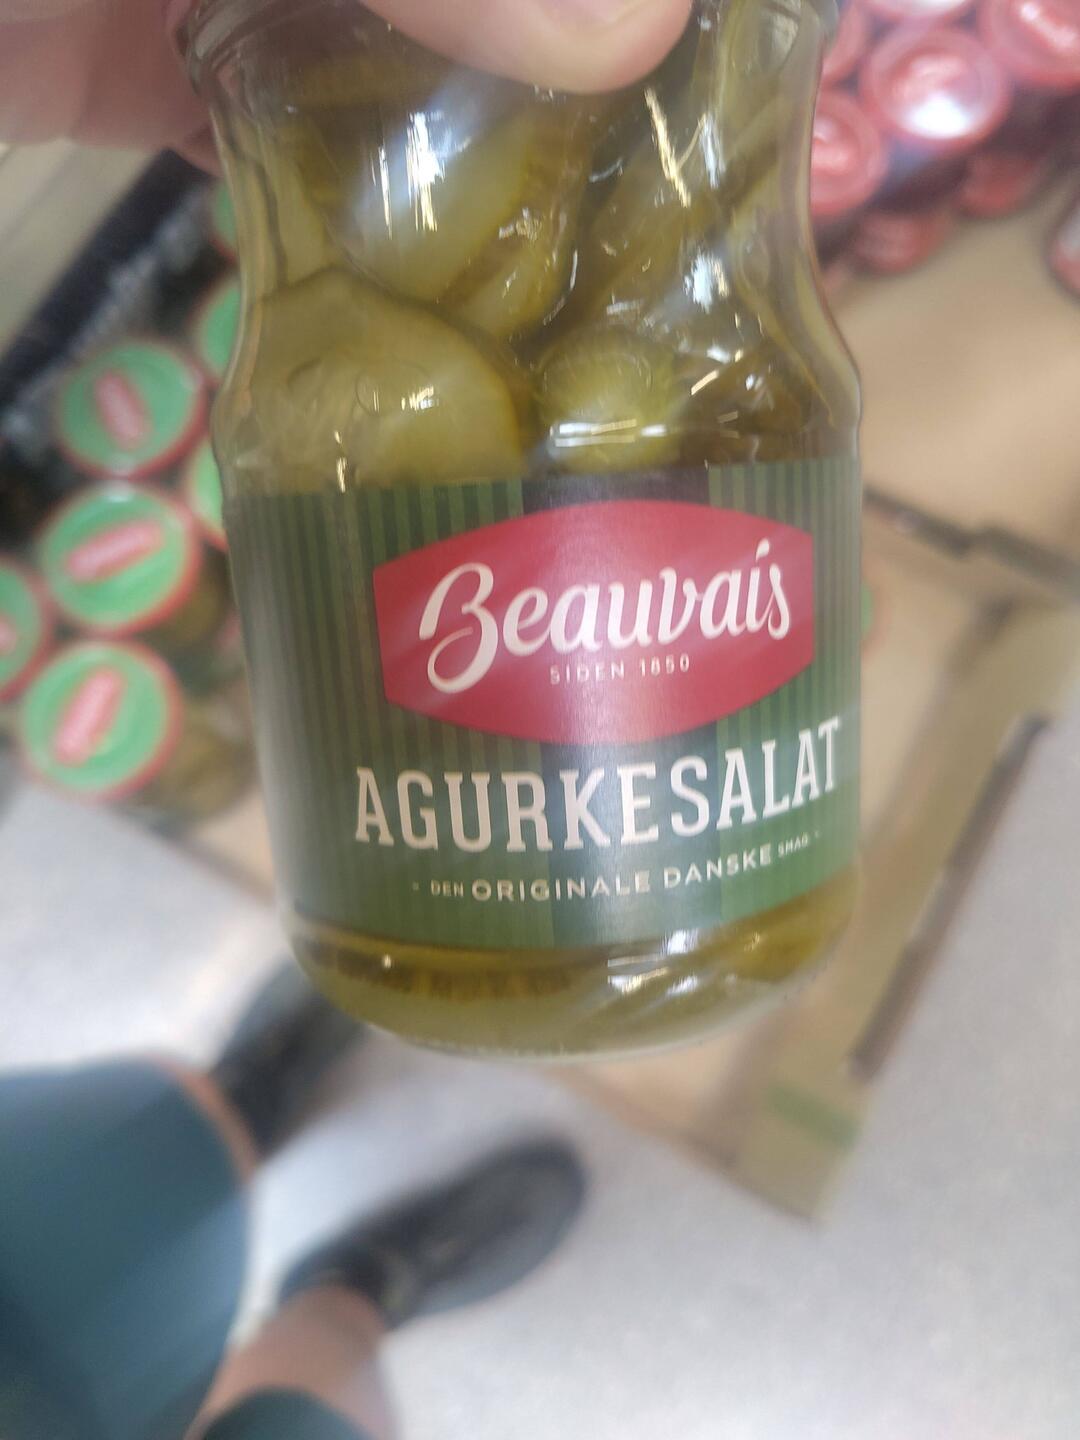 Beauvais
SIDEN 1850
AGURKESALAT
- DEN ORIGINALE DANSKE SMAG -